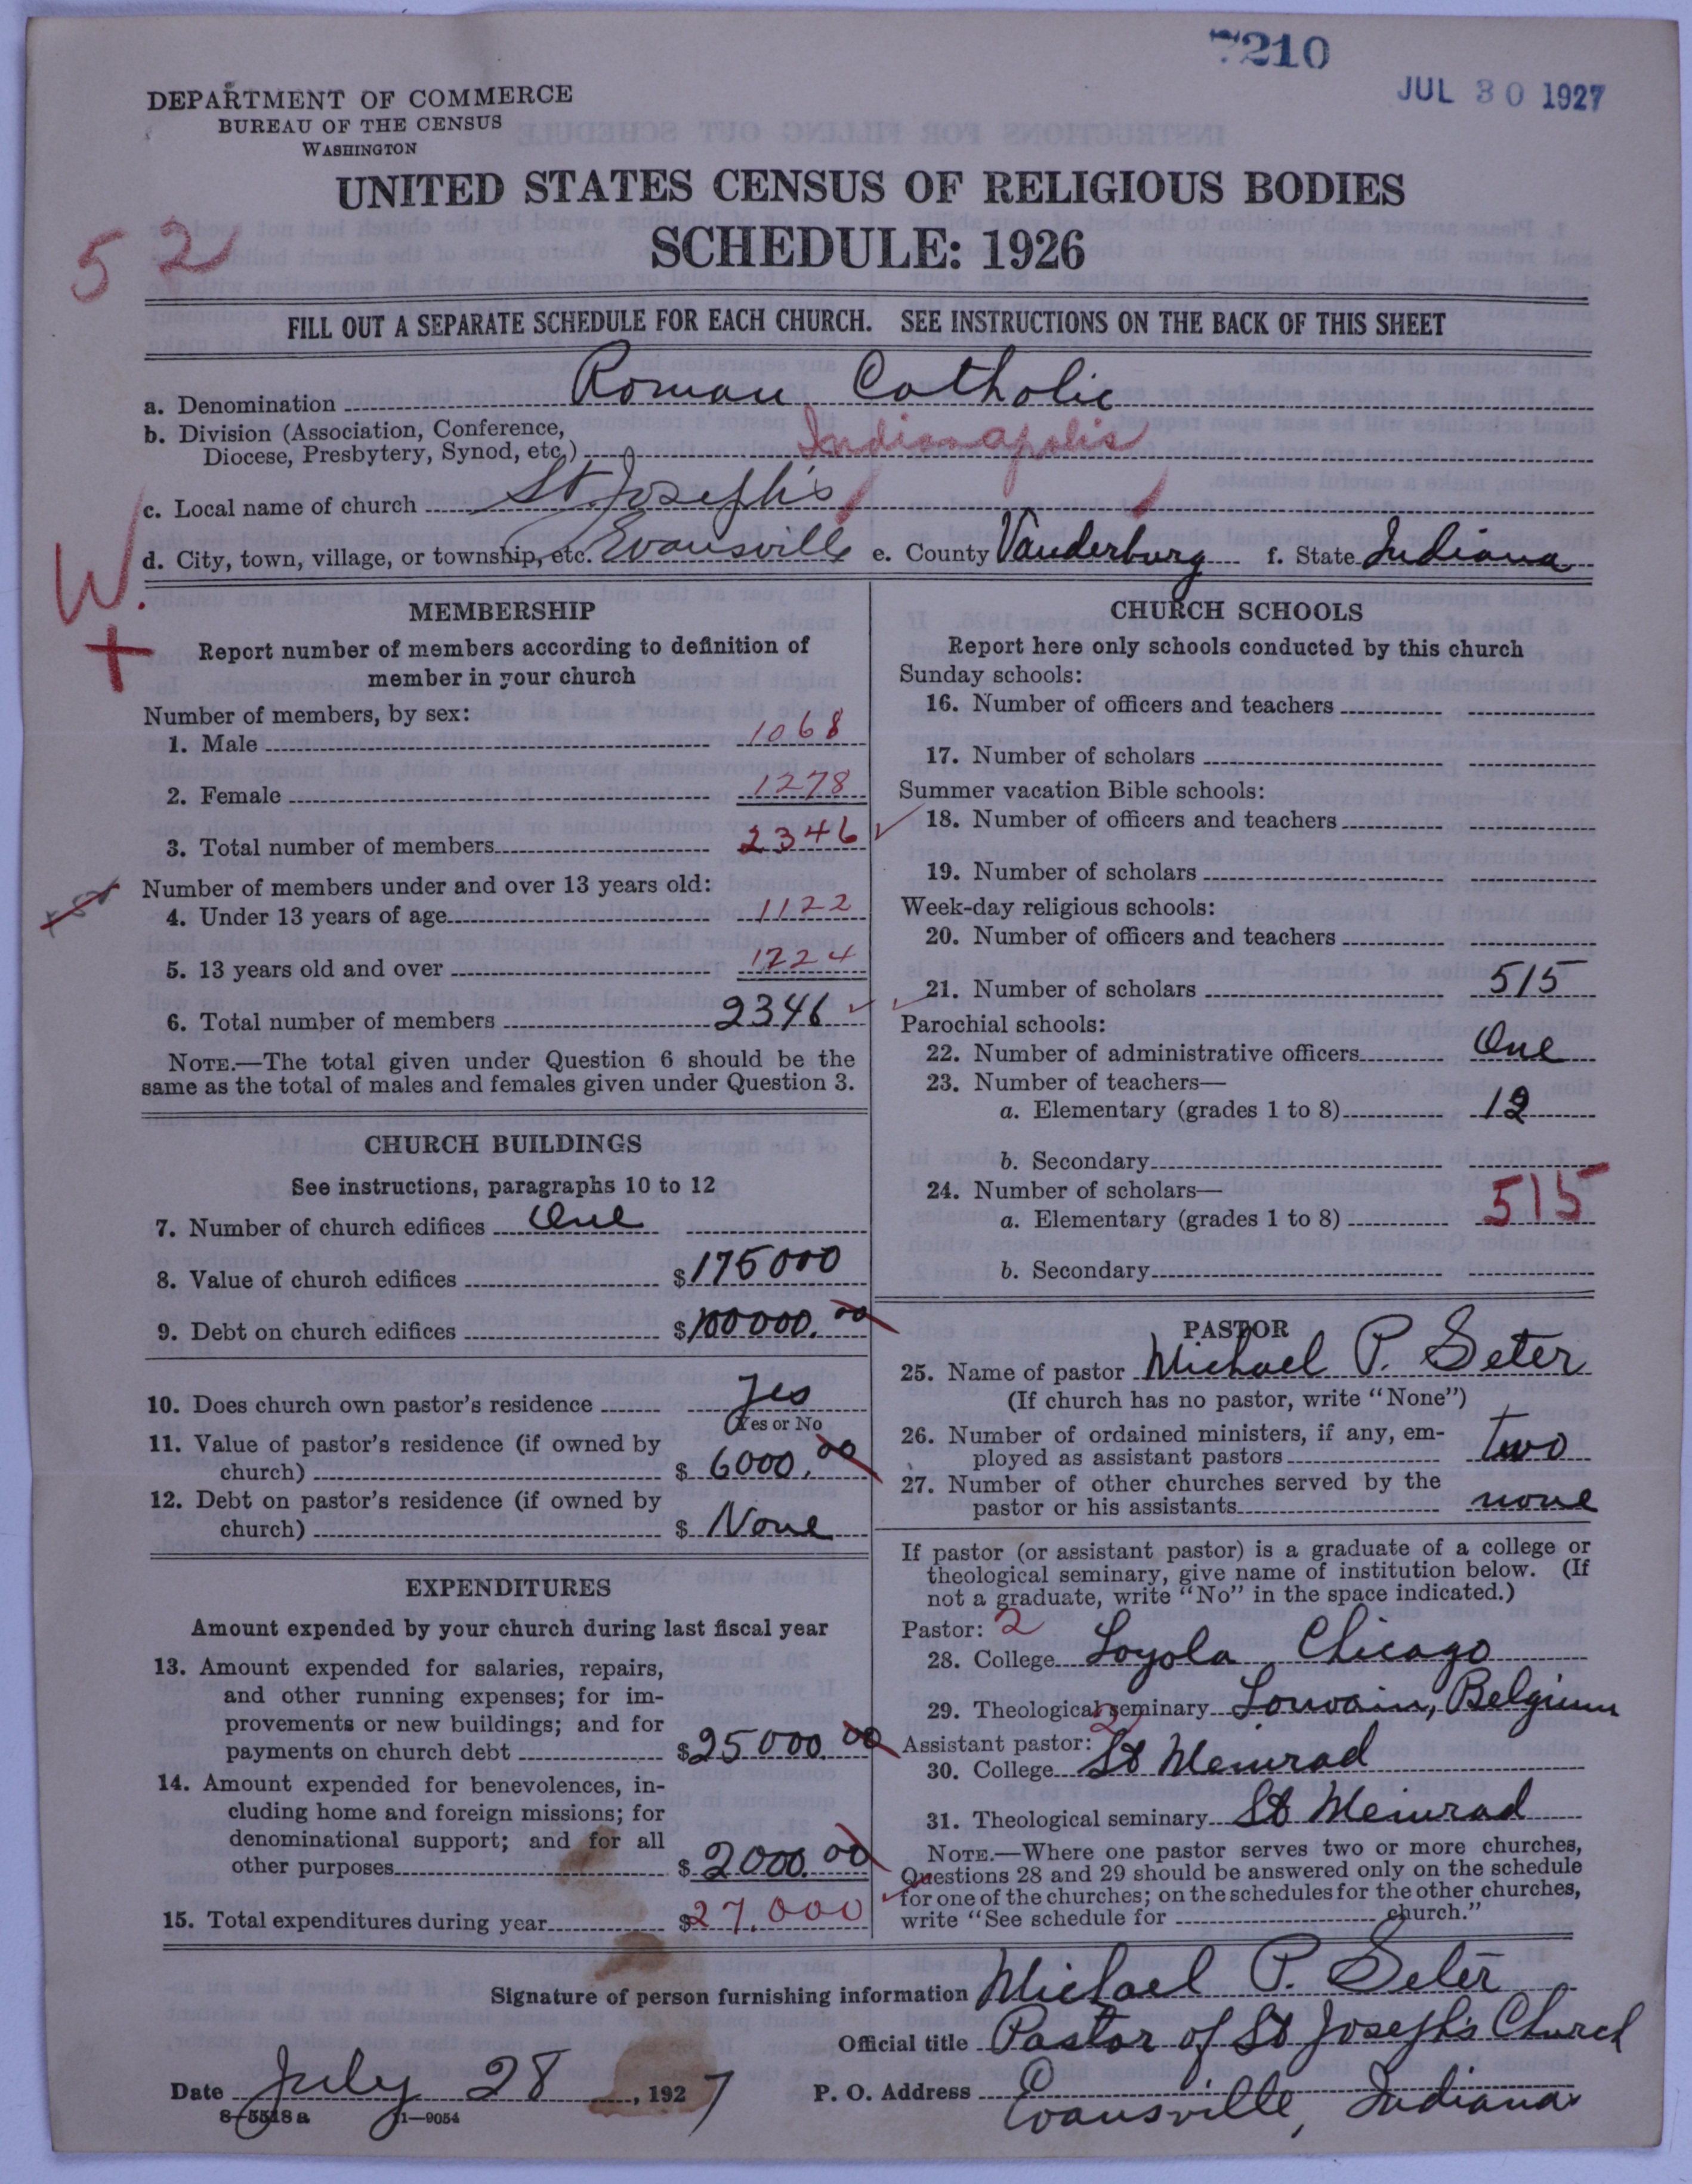 7210
JUL 30 1927
DEPARTMENT OF COMMERCE
BUREAU OF THE CENSUS
WASHINGTON
UNITED STATES CENSUS OF RELIGIOUS BODIES
SCHEDULE: 1926
52
FILL OUT A SEPARATE SCHEDULE FOR EACH CHURCH. SEE INSTRUCTIONS ON THE BACK OF THIS SHEET
a. Denomination Roman Catholic
b. Division (Association, Conference,
Diocese, Presbytery, Synod, etc.) Indianapolis
c. Local name of church St Joseph's
d. City, town, village, or township, etc. Evansville e. County Vanderburg f. State Indiana
W.
+
MEMBERSHIP
Report number of members according to definition of
member in your church
Number of members, by sex:
1. Male 1068
2. Female 1278
3. Total number of members 2346
Number of members under and over 13 years old:
4. Under 13 years of age 1122
5. 13 years old and over 1224
6. Total number of members 2346
NOTE.—The total given under Question 6 should be the
same as the total of males and females given under Question 3.
CHURCH BUILDINGS
See instructions, paragraphs 10 to 12
7. Number of church edifices One
8. Value of church edifices $175000
9. Debt on church edifices $100000.00
10. Does church own pastor's residence Yes
Yes or No
11. Value of pastor's residence (if owned by
church) $ 6000.00
12. Debt on pastor's residence (if owned by
church) $ None
EXPENDITURES
Amount expended by your church during last fiscal year
13. Amount expended for salaries, repairs,
and other running expenses; for im-
provements or new buildings; and for
payments on church debt $25000.00
14. Amount expended for benevolences, in-
cluding home and foreign missions; for
denominational support; and for all
other purposes $ 2000.00
15. Total expenditures during year $27.000
CHURCH SCHOOLS
Report here only schools conducted by this church
Sunday schools:
16. Number of officers and teachers
17. Number of scholars
Summer vacation Bible schools:
18. Number of officers and teachers
19. Number of scholars
Week-day religious schools:
20. Number of officers and teachers
21. Number of scholars 515
Parochial schools:
22. Number of administrative officers One
23. Number of teachers—
a. Elementary (grades 1 to 8) 12
b. Secondary
24. Number of scholars—
a. Elementary (grades 1 to 8) 515
b. Secondary
PASTOR
25. Name of pastor Michael P. Seter
(If church has no pastor, write "None")
26. Number of ordained ministers, if any, em-
ployed as assistant pastors two
27. Number of other churches served by the
pastor or his assistants none
If pastor (or assistant pastor) is a graduate of a college or
theological seminary, give name of institution below. (If
not a graduate, write "No" in the space indicated.)
Pastor: 2
28. College Loyola Chicago
29. Theological seminary Louvain, Belgium
Assistant pastor: 2
30. College St Meinrad
31. Theological seminary St Meinrad
NOTE.—Where one pastor serves two or more churches,
Questions 28 and 29 should be answered only on the schedule
for one of the churches; on the schedules for the other churches,
write "See schedule for church."
Signature of person furnishing information Michael P. Seter
Official title Pastor of St Joseph's Church
Date July 28, 1927 P. O. Address Evansville, Indiana
8-5518 a 11-9054